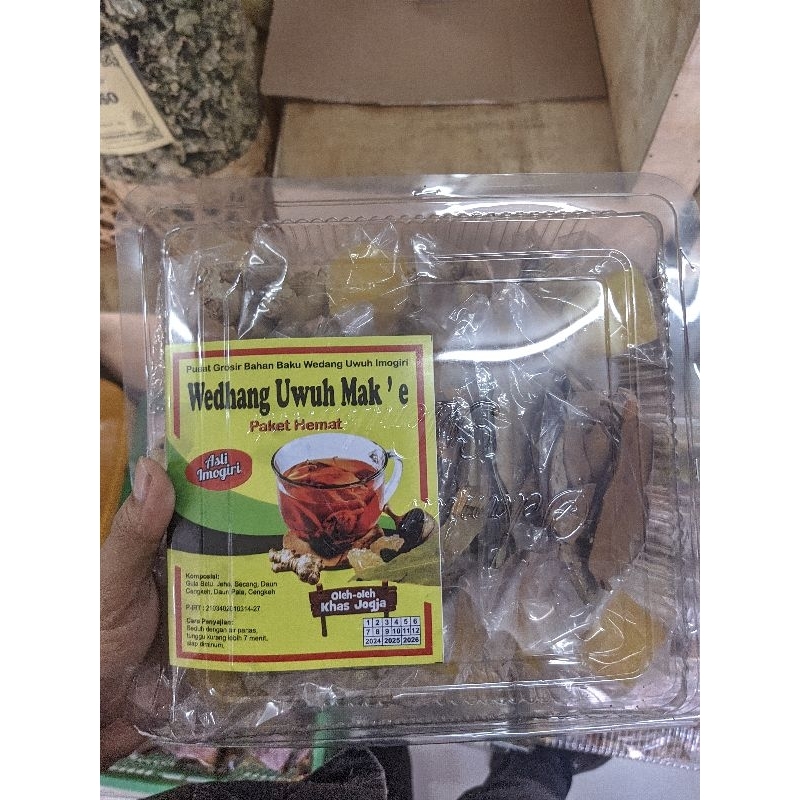 Pusat Grosir Bahan Baku Wedang Uwuh Imogiri
Wedhang Uwuh Mak ' e
Paket Hemat
Asli
Imogiri
Komposisi:
Gula Batu, Jahe, Secang, Daun
Cengkeh, Daun Pala, Cengkeh
Cara Penyajian:
Seduh dengan air panas,
tunggu kurang lebih 7 menit,
siap diminum,
Oleh-oleh
Khas Jogja
1 2 3 4 5 6
7 8 9 10 11 12
2024 2025 2026